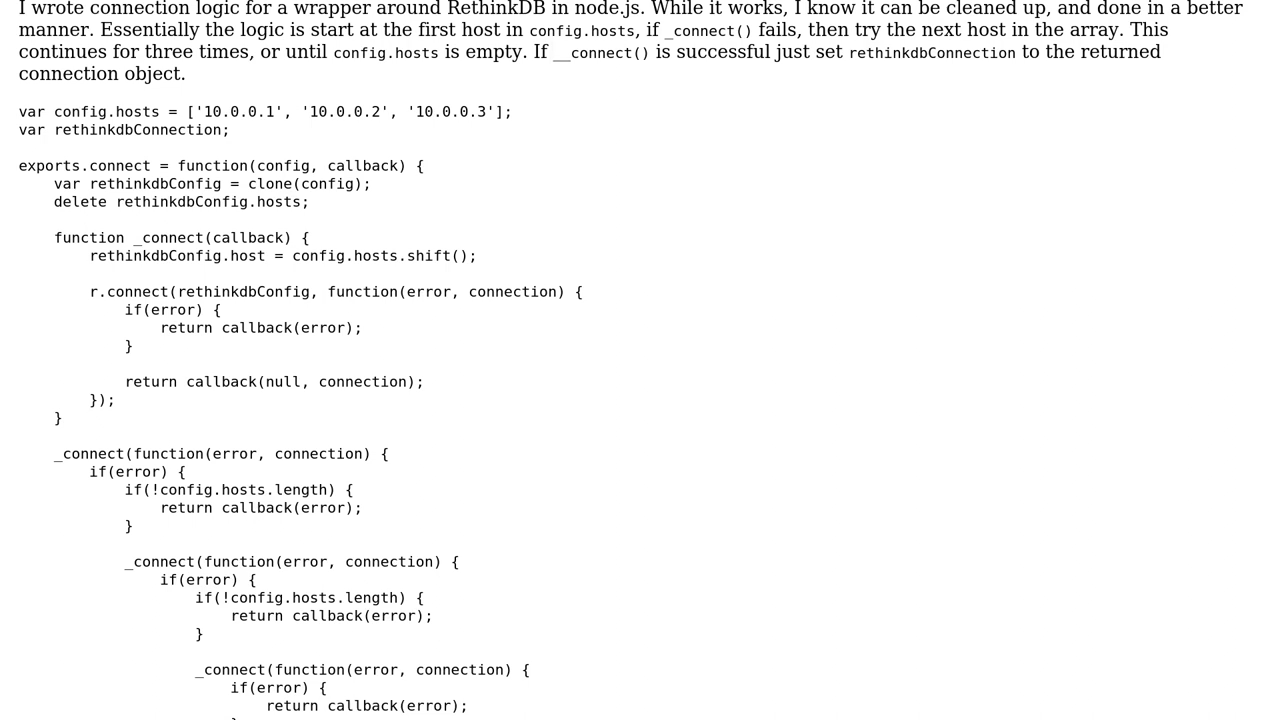 I wrote connection logic for a wrapper around RethinkDB in node.js. While it works, I know it can be cleaned up, and done in a better
manner. Essentially the logic is start at the first host in config.hosts, if _connect() fails, then try the next host in the array. This
continues for three times, or until config.hosts is empty. If __connect() is successful just set rethinkdbConnection to the returned
connection object.
var config.hosts = ['10.0.0.1', '10.0.0.2', '10.0.0.3'];
var rethinkdbConnection;
exports.connect = function(config, callback) {
    var rethinkdbConfig = clone(config);
    delete rethinkdbConfig.hosts;
    function _connect(callback) {
        rethinkdbConfig.host = config.hosts.shift();
        r.connect(rethinkdbConfig, function(error, connection) {
            if(error) {
                return callback(error);
            }
            return callback(null, connection);
        });
    }
    _connect(function(error, connection) {
        if(error) {
            if(!config.hosts.length) {
                return callback(error);
            }
            _connect(function(error, connection) {
                if(error) {
                    if(!config.hosts.length) {
                        return callback(error);
                    }
                    _connect(function(error, connection) {
                        if(error) {
                            return callback(error);